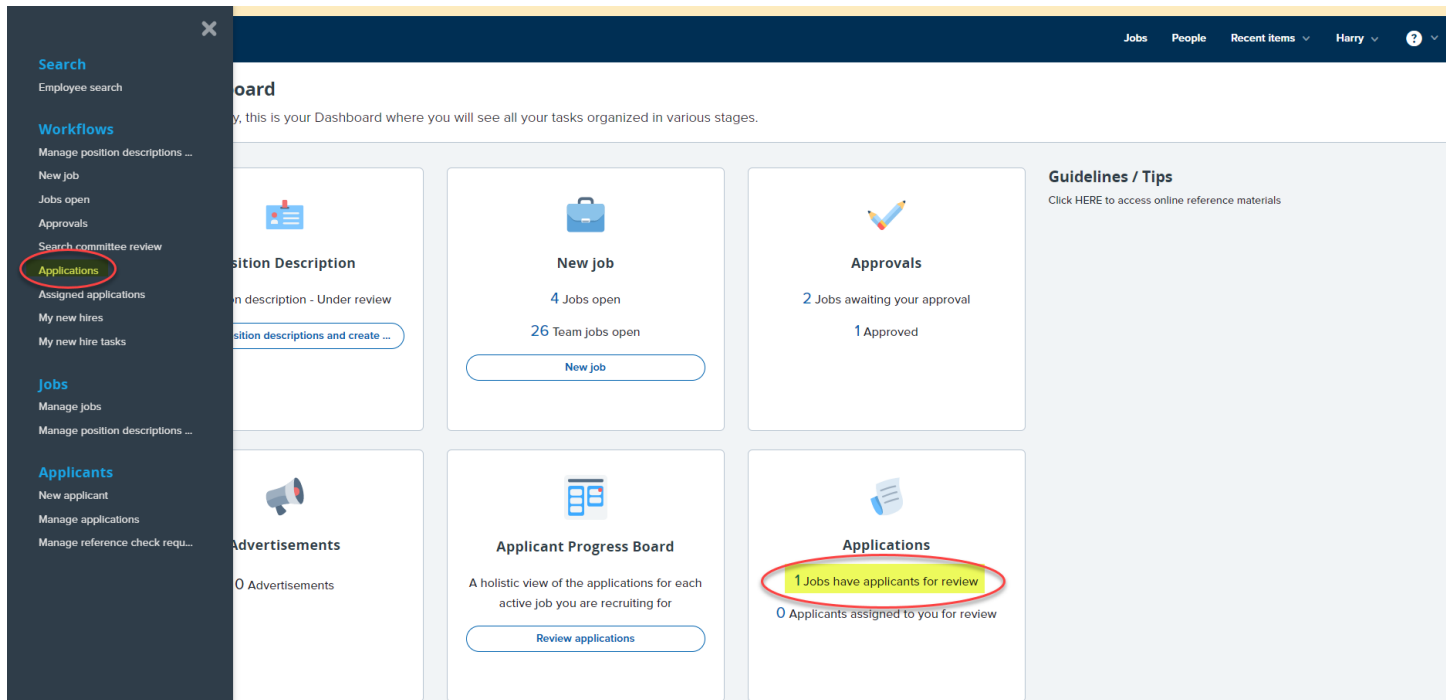 Search
Employee search
Workflows
Manage position descriptions ...
New job
Jobs open
Approvals
Search committee review
Applications
Assigned applications
My new hires
My new hire tasks
Jobs
Manage jobs
Manage position descriptions ...
Applicants
New applicant
Manage applications
Manage reference check requ...
Jobs People Recent items Harry ?
oard
y, this is your Dashboard where you will see all your tasks organized in various stages.
sition Description
n description - Under review
sition descriptions and create ...
New job
4 Jobs open
26 Team jobs open
New job
Approvals
2 Jobs awaiting your approval
1 Approved
Guidelines / Tips
Click HERE to access online reference materials
Advertisements
0 Advertisements
Applicant Progress Board
A holistic view of the applications for each
active job you are recruiting for
Review applications
Applications
1 Jobs have applicants for review
0 Applicants assigned to you for review